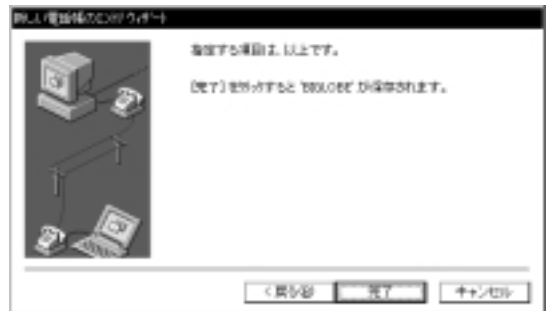 新しい電話帳のエントリ ウィザード
指定する項目は、以上です。
[完了] をクリックすると 'BIGLOBE' が保存されます。
< 戻る(B)
完了
キャンセル